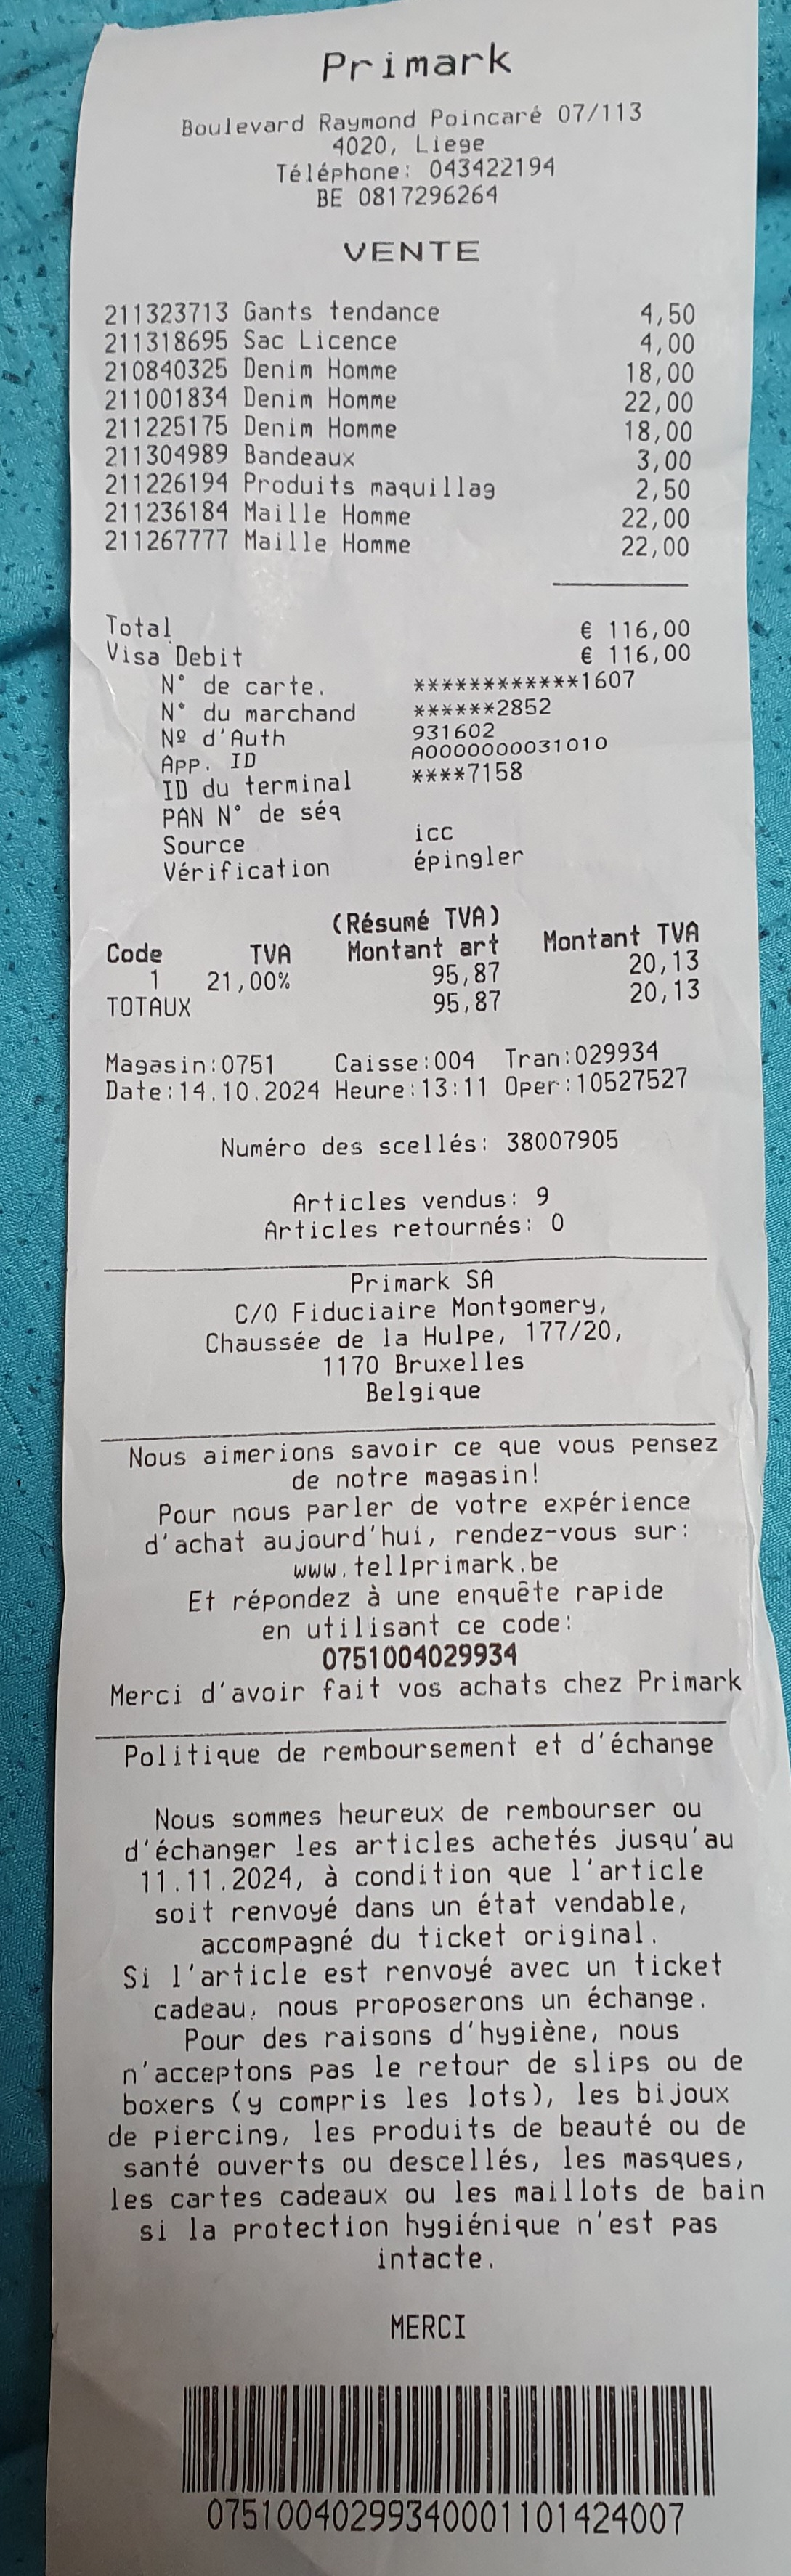 Primark
Boulevard Raymond Poincaré 07/113
4020, Liege
Téléphone: 043422194
BE 0817296264
VENTE
211323713 Gants tendance 4,50
211318695 Sac Licence 4,00
210840325 Denim Homme 18,00
211001834 Denim Homme 22,00
211225175 Denim Homme 18,00
211304989 Bandeaux 3,00
211226194 Produits maquillag 2,50
211236184 Maille Homme 22,00
211267777 Maille Homme 22,00
Total € 116,00
Visa Debit € 116,00
N° de carte. ************1607
N° du marchand ******2852
Nº d'Auth 931602
App. ID A0000000031010
ID du terminal ****7158
PAN N° de séq
Source icc
Vérification épingler
(Résumé TVA)
Code TVA Montant art Montant TVA
1 21,00% 95,87 20,13
TOTAUX 95,87 20,13
Magasin:0751 Caisse:004 Tran:029934
Date:14.10.2024 Heure:13:11 Oper:10527527
Numéro des scellés: 38007905
Articles vendus: 9
Articles retournés: 0
Primark SA
C/O Fiduciaire Montgomery,
Chaussée de la Hulpe, 177/20,
1170 Bruxelles
Belgique
Nous aimerions savoir ce que vous pensez
de notre magasin!
Pour nous parler de votre expérience
d'achat aujourd'hui, rendez-vous sur:
www.tellprimark.be
Et répondez à une enquête rapide
en utilisant ce code:
0751004029934
Merci d'avoir fait vos achats chez Primark
Politique de remboursement et d'échange
Nous sommes heureux de rembourser ou
d'échanger les articles achetés jusqu'au
11.11.2024, à condition que l'article
soit renvoyé dans un état vendable,
accompagné du ticket original.
Si l'article est renvoyé avec un ticket
cadeau, nous proposerons un échange.
Pour des raisons d'hygiène, nous
n'acceptons pas le retour de slips ou de
boxers (y compris les lots), les bijoux
de piercing, les produits de beauté ou de
santé ouverts ou descellés, les masques,
les cartes cadeaux ou les maillots de bain
si la protection hygiénique n'est pas
intacte.
MERCI
07510040299340001101424007